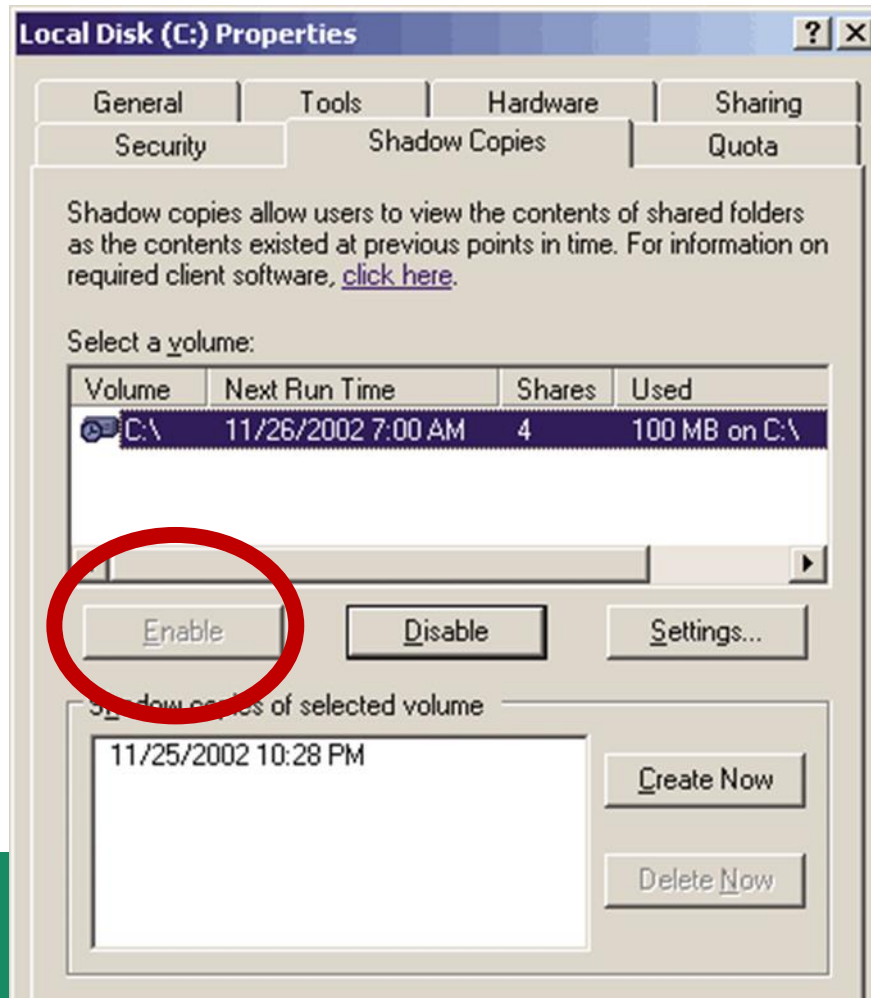 Local Disk (C:) Properties
General Tools Hardware Sharing
Security Shadow Copies Quota
Shadow copies allow users to view the contents of shared folders
as the contents existed at previous points in time. For information on
required client software, click here.
Select a volume:
Volume Next Run Time Shares Used
C:\ 11/26/2002 7:00 AM 4 100 MB on C:\
Enable Disable Settings...
Shadow copies of selected volume
11/25/2002 10:28 PM
Create Now
Delete Now